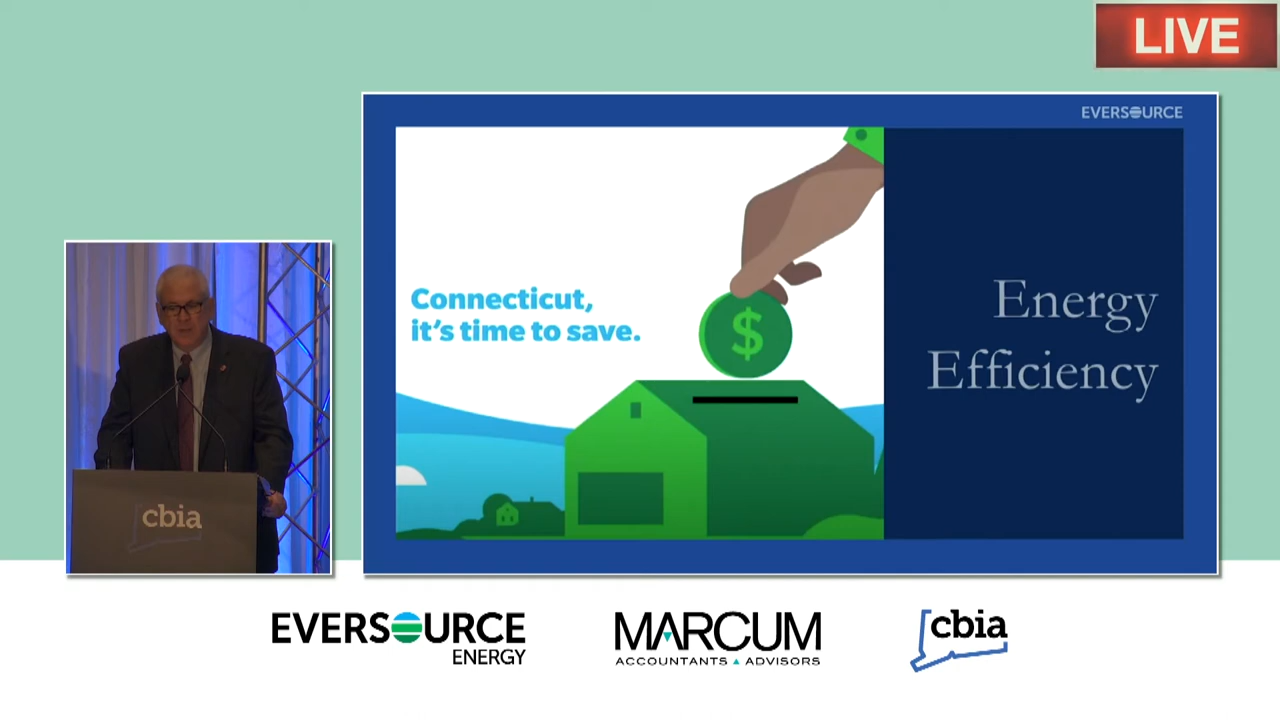 LIVE
EVERSOURCE
Connecticut,
it's time to save.
$
Energy
Efficiency
cbia
EVERSOURCE
ENERGY
MARCUM
ACCOUNTANTS ADVISORS
cbia